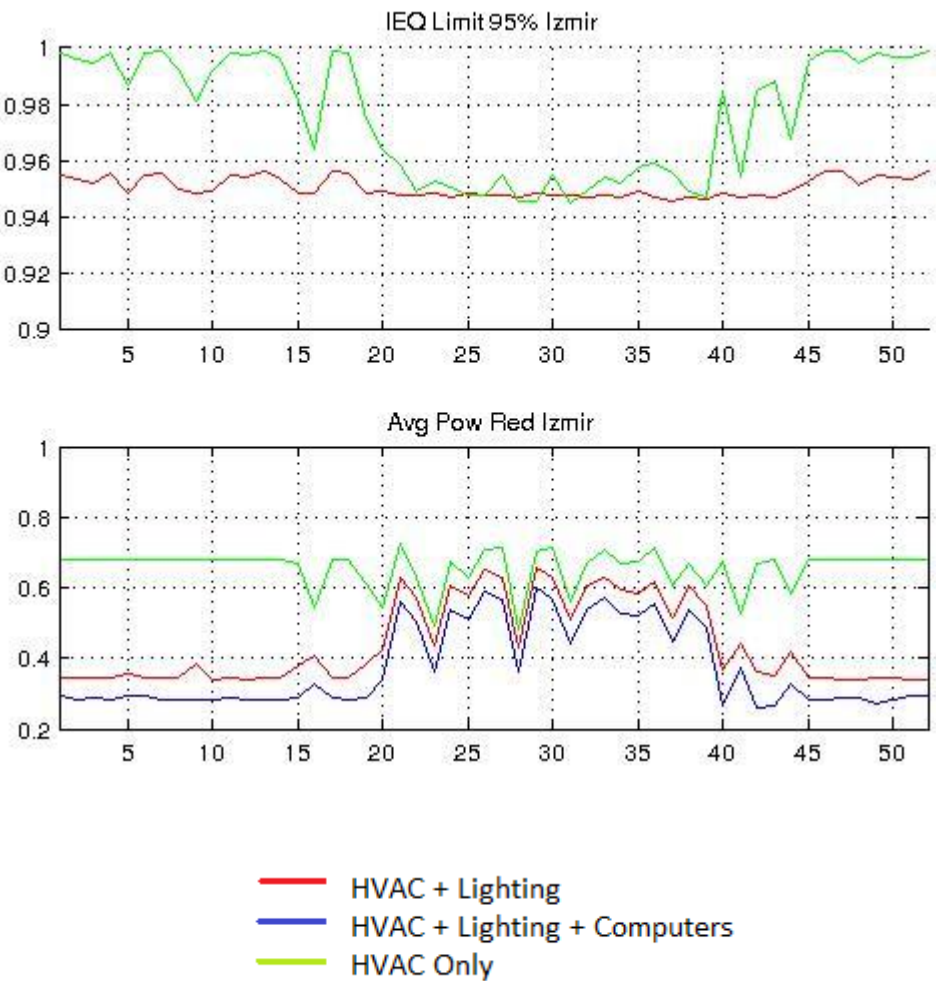 IEQ Limit 95% Izmir
1
0.98
0.96
0.94
0.92
0.9
5 10 15 20 25 30 35 40 45 50
Avg Pow Red Izmir
1
0.8
0.6
0.4
0.2
5 10 15 20 25 30 35 40 45 50
HVAC + Lighting
HVAC + Lighting + Computers
HVAC Only